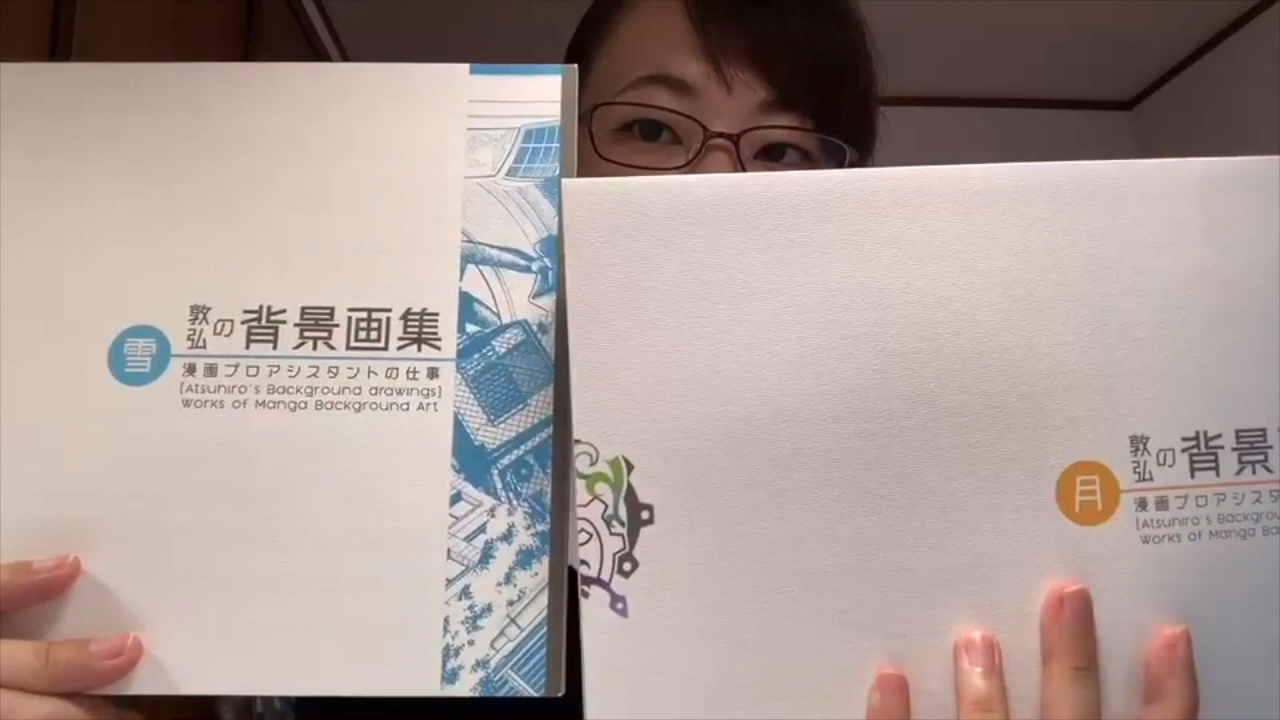 雪
敦弘の背景画集
漫画プロアシスタントの仕事
[Atsuhiro's Background drawings]
Works of Manga Background Art
月
敦弘の背景
漫画プロアシスタ
[Atsuhiro's Backgrou
Works of Manga Ba